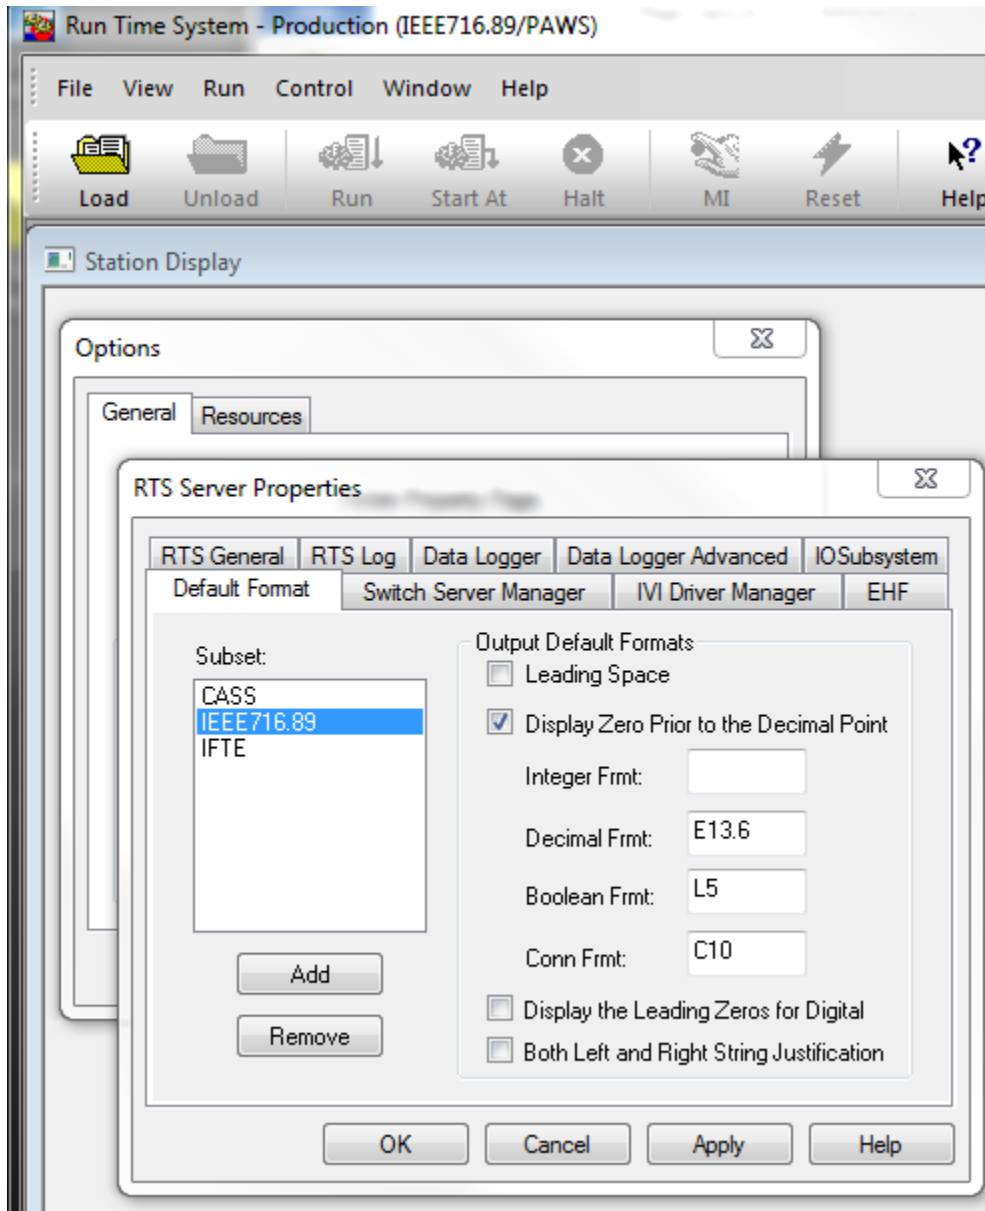 Run Time System - Production (IEEE716.89/PAWS)
File View Run Control Window Help
Load Unload Run Start At Halt MI Reset Help
Station Display
Options
General Resources
RTS Server Properties
RTS General RTS Log Data Logger Data Logger Advanced IOSubsystem
Default Format Switch Server Manager IVI Driver Manager EHF
Subset:
CASS
IEEE716.89
IFTE
Add
Remove
Output Default Formats
Leading Space
Display Zero Prior to the Decimal Point
Integer Frmt:
Decimal Frmt: E13.6
Boolean Frmt: L5
Conn Frmt: C10
Display the Leading Zeros for Digital
Both Left and Right String Justification
OK Cancel Apply Help